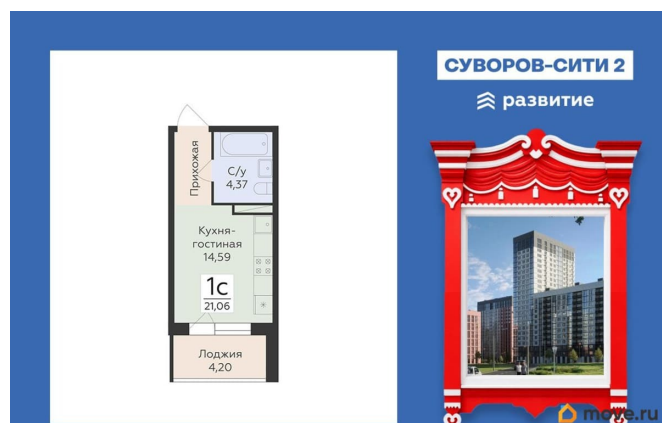 СУВОРОВ-СИТИ 2
развитие
Прихожая
С/у
4,37
Кухня-
гостиная
14,59
1С
21,06
Лоджия
4,20
move.ru